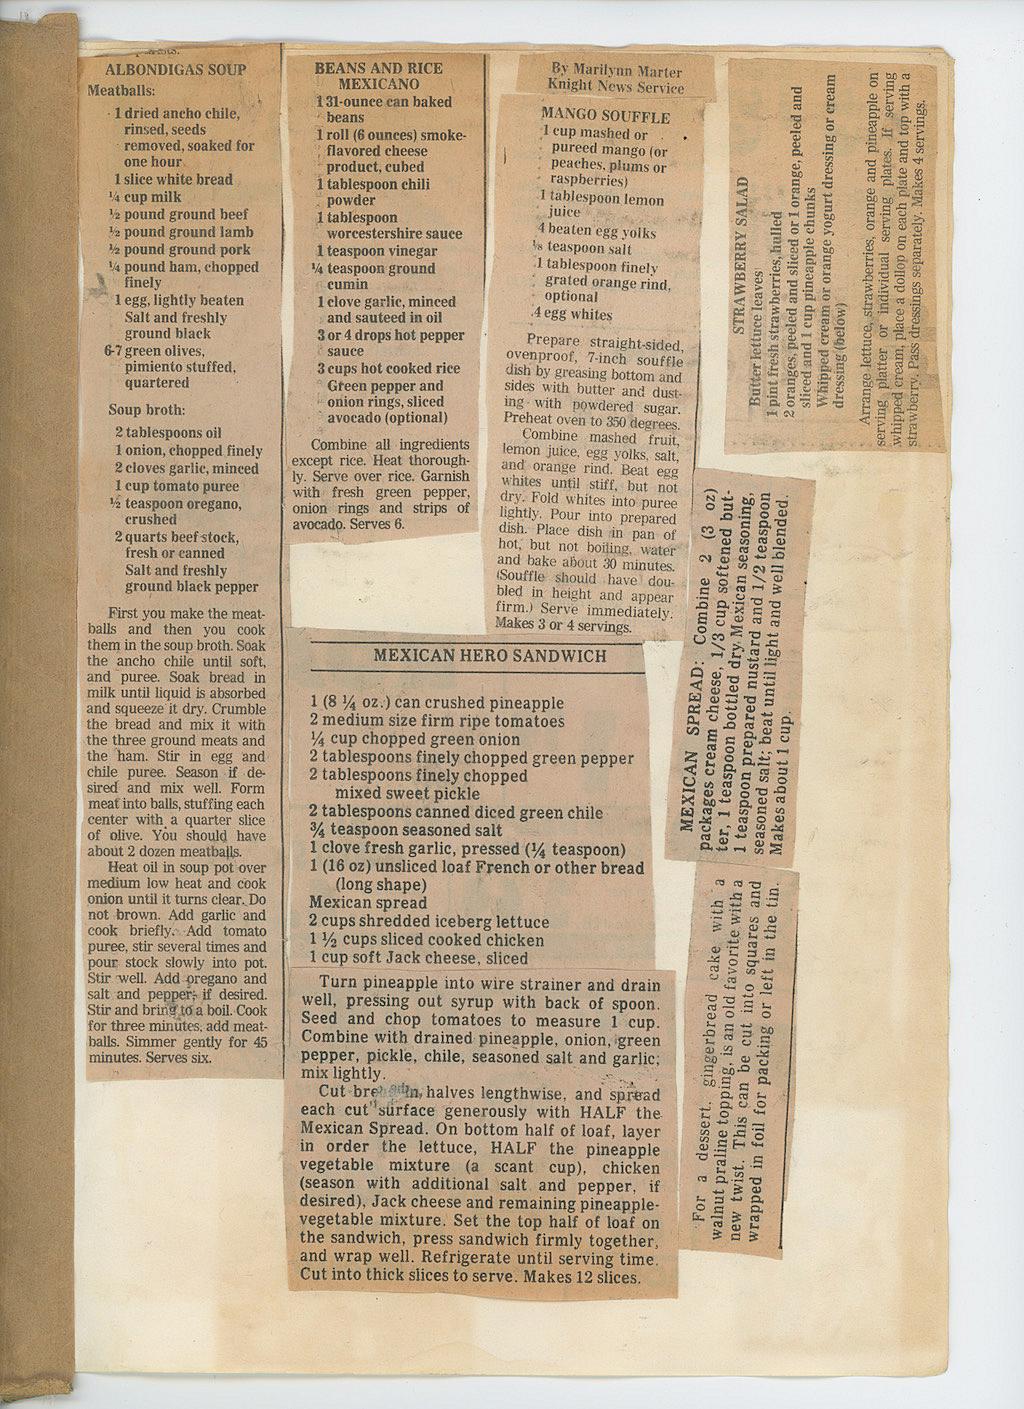 ALBONDIGAS SOUP
Meatballs:
1 dried ancho chile,
rinsed, seeds
removed, soaked for
one hour
1 slice white bread
¼ cup milk
½ pound ground beef
½ pound ground lamb
½ pound ground pork
¼ pound ham, chopped
finely
1 egg, lightly beaten
Salt and freshly
ground black
6-7 green olives,
pimiento stuffed,
quartered
Soup broth:
2 tablespoons oil
1 onion, chopped finely
2 cloves garlic, minced
1 cup tomato puree
½ teaspoon oregano,
crushed
2 quarts beef stock,
fresh or canned
Salt and freshly
ground black pepper
First you make the meat-
balls and then you cook
them in the soup broth. Soak
the ancho chile until soft,
and puree. Soak bread in
milk until liquid is absorbed
and squeeze it dry. Crumble
the bread and mix it with
the three ground meats and
the ham. Stir in egg and
chile puree. Season if de-
sired and mix well. Form
meat into balls, stuffing each
center with a quarter slice
of olive. You should have
about 2 dozen meatballs.
Heat oil in soup pot over
medium low heat and cook
onion until it turns clear. Do
not brown. Add garlic and
cook briefly. Add tomato
puree, stir several times and
pour stock slowly into pot.
Stir well. Add oregano and
salt and pepper, if desired.
Stir and bring to a boil. Cook
for three minutes, add meat-
balls. Simmer gently for 45
minutes. Serves six.
BEANS AND RICE
MEXICANO
1 31-ounce can baked
beans
1 roll (6 ounces) smoke-
flavored cheese
product, cubed
1 tablespoon chili
powder
1 tablespoon
worcestershire sauce
1 teaspoon vinegar
¼ teaspoon ground
cumin
1 clove garlic, minced
and sauteed in oil
3 or 4 drops hot pepper
sauce
3 cups hot cooked rice
Green pepper and
onion rings, sliced
avocado (optional)
Combine all ingredients
except rice. Heat thorough-
ly. Serve over rice. Garnish
with fresh green pepper,
onion rings and strips of
avocado. Serves 6.
By Marilynn Marter
Knight News Service
MANGO SOUFFLE
1 cup mashed or
pureed mango (or
peaches, plums or
raspberries)
1 tablespoon lemon
juice
4 beaten egg yolks
⅛ teaspoon salt
1 tablespoon finely
grated orange rind,
optional
4 egg whites
Prepare straight-sided,
ovenproof, 7-inch souffle
dish by greasing bottom and
sides with butter and dust-
ing with powdered sugar.
Preheat oven to 350 degrees.
Combine mashed fruit,
lemon juice, egg yolks, salt,
and orange rind. Beat egg
whites until stiff, but not
dry. Fold whites into puree
lightly. Pour into prepared
dish. Place dish in pan of
hot, but not boiling, water
and bake about 30 minutes.
(Souffle should have dou-
bled in height and appear
firm.) Serve immediately.
Makes 3 or 4 servings.
MEXICAN HERO SANDWICH
1 (8 ¼ oz.) can crushed pineapple
2 medium size firm ripe tomatoes
¼ cup chopped green onion
2 tablespoons finely chopped green pepper
2 tablespoons finely chopped
mixed sweet pickle
2 tablespoons canned diced green chile
¾ teaspoon seasoned salt
1 clove fresh garlic, pressed (¼ teaspoon)
1 (16 oz) unsliced loaf French or other bread
(long shape)
Mexican spread
2 cups shredded iceberg lettuce
1 ½ cups sliced cooked chicken
1 cup soft Jack cheese, sliced
Turn pineapple into wire strainer and drain
well, pressing out syrup with back of spoon.
Seed and chop tomatoes to measure 1 cup.
Combine with drained pineapple, onion, green
pepper, pickle, chile, seasoned salt and garlic;
mix lightly.
Cut halves lengthwise, and spread
each cut surface generously with HALF the
Mexican Spread. On bottom half of loaf, layer
in order the lettuce, HALF the pineapple
vegetable mixture (a scant cup), chicken
(season with additional salt and pepper, if
desired), Jack cheese and remaining pineapple-
vegetable mixture. Set the top half of loaf on
the sandwich, press sandwich firmly together,
and wrap well. Refrigerate until serving time.
Cut into thick slices to serve. Makes 12 slices.
STRAWBERRY SALAD
Butter lettuce leaves
1 pint fresh strawberries, hulled
2 oranges, peeled and sliced or 1 orange, peeled and
sliced and 1 cup pineapple chunks
Whipped cream or orange yogurt dressing or cream
dressing (below)
Arrange lettuce, strawberries, orange and pineapple on
serving platter or individual serving plates. If serving
whipped cream, place a dollop on each plate and top with a
strawberry. Pass dressings separately. Makes 4 servings.
MEXICAN SPREAD: Combine 2 (3 oz)
packages cream cheese, 1/3 cup softened but-
ter, 1 teaspoon bottled dry Mexican seasoning,
1 teaspoon prepared mustard and 1/2 teaspoon
seasoned salt; beat until light and well blended.
Makes about 1 cup.
For a dessert, gingerbread cake with a
walnut praline topping, is an old favorite with a
new twist. This can be cut into squares and
wrapped in foil for packing or left in the tin.